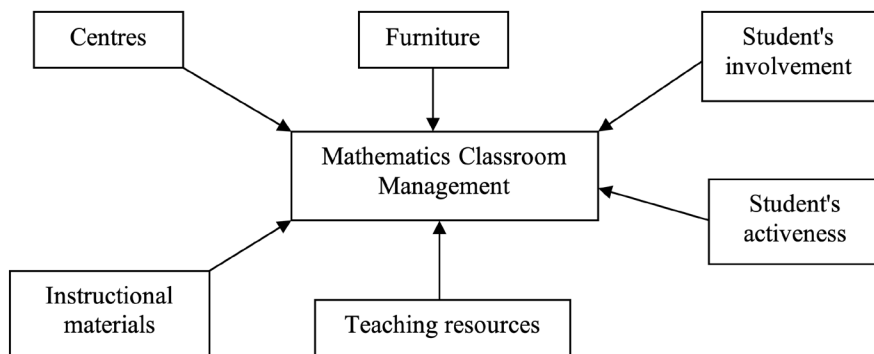 Centres
Furniture
Student's
involvement
Mathematics Classroom
Management
Student's
activeness
Instructional
materials
Teaching resources